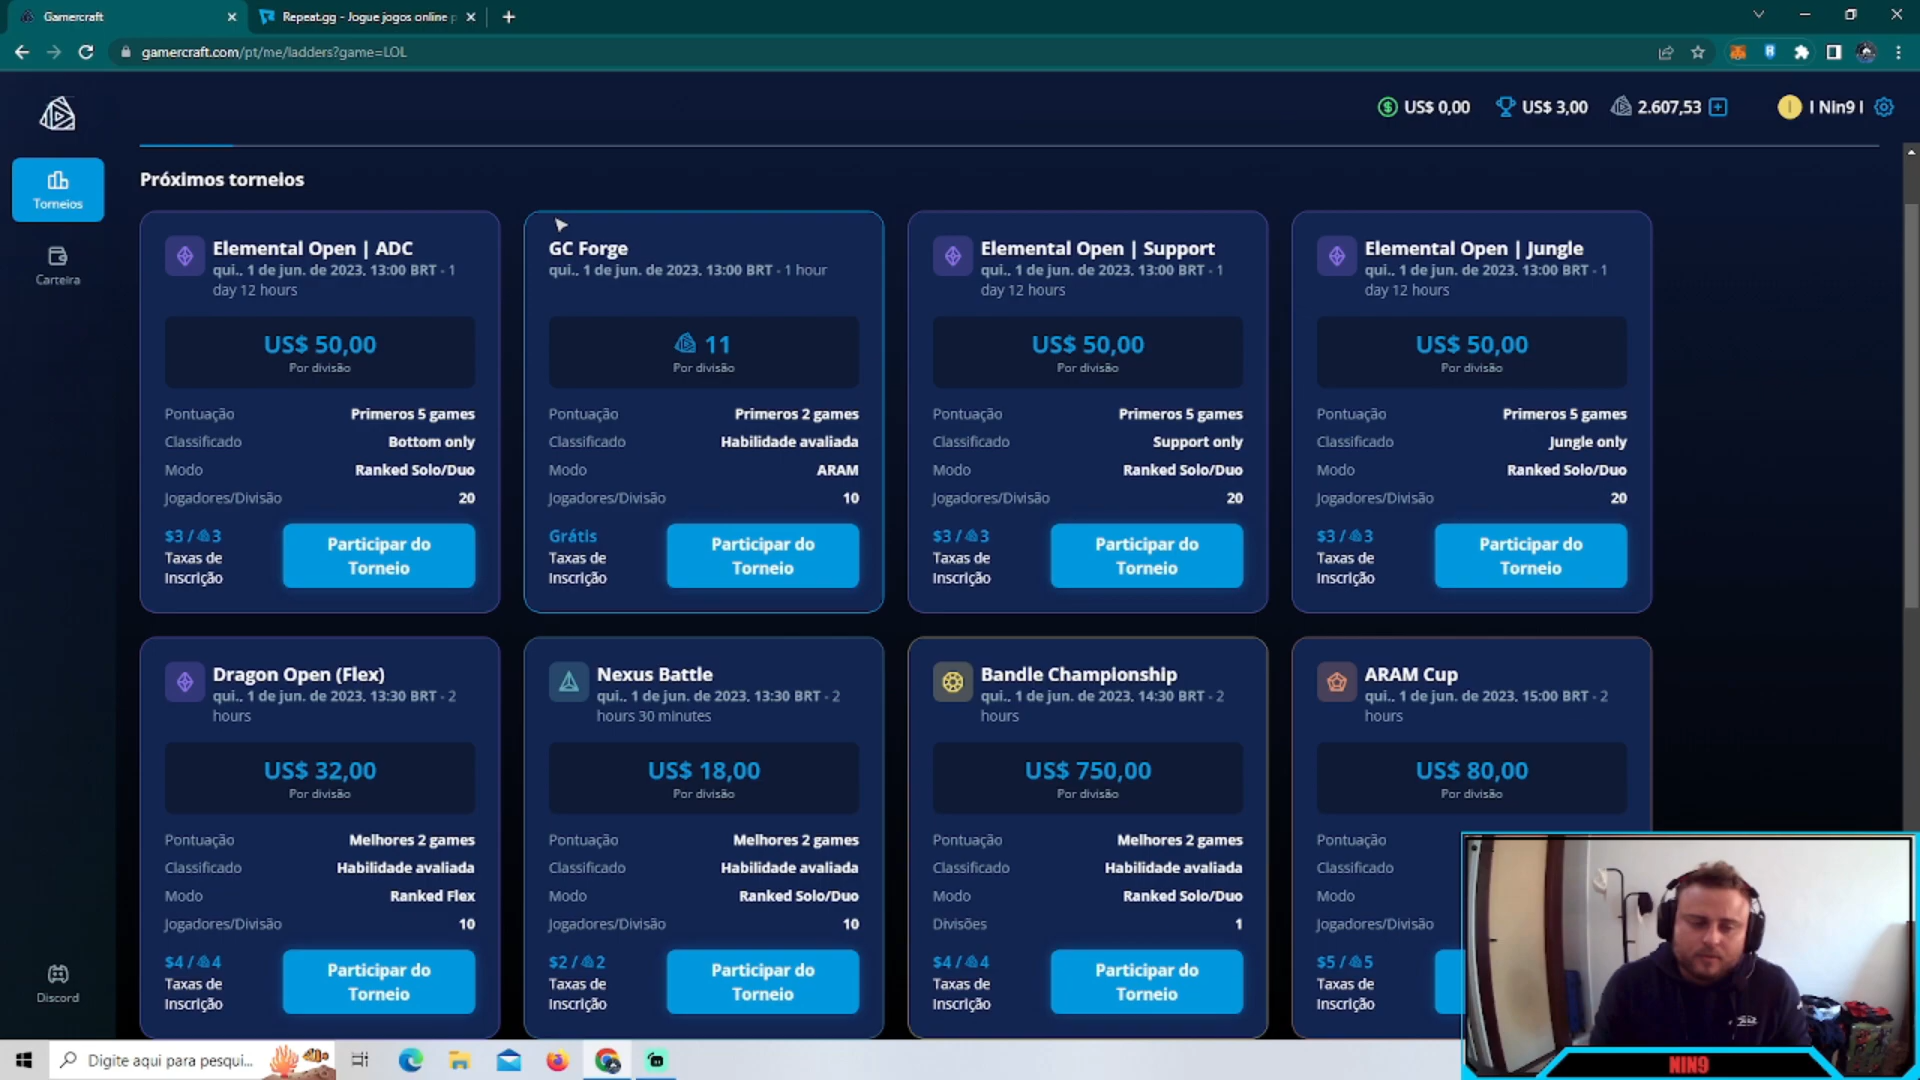 Gamercraft
Repeat.gg - Jogue jogos online p
gamercraft.com/pt/me/ladders?game=LOL
US$ 0,00
US$ 3,00
2.607,53
I NIn9 I
Torneios
Carteira
Discord
Próximos torneios
Elemental Open | ADC
qui., 1 de jun. de 2023, 13:00 BRT - 1
day 12 hours
US$ 50,00
Por divisão
Pontuação Primeros 5 games
Classificado Bottom only
Modo Ranked Solo/Duo
Jogadores/Divisão 20
$3 / 3
Taxas de
Inscrição
Participar do
Torneio
GC Forge
qui., 1 de jun. de 2023, 13:00 BRT - 1 hour
11
Por divisão
Pontuação Primeros 2 games
Classificado Habilidade avaliada
Modo ARAM
Jogadores/Divisão 10
Grátis
Taxas de
Inscrição
Participar do
Torneio
Elemental Open | Support
qui., 1 de jun. de 2023, 13:00 BRT - 1
day 12 hours
US$ 50,00
Por divisão
Pontuação Primeros 5 games
Classificado Support only
Modo Ranked Solo/Duo
Jogadores/Divisão 20
$3 / 3
Taxas de
Inscrição
Participar do
Torneio
Elemental Open | Jungle
qui., 1 de jun. de 2023, 13:00 BRT - 1
day 12 hours
US$ 50,00
Por divisão
Pontuação Primeros 5 games
Classificado Jungle only
Modo Ranked Solo/Duo
Jogadores/Divisão 20
$3 / 3
Taxas de
Inscrição
Participar do
Torneio
Dragon Open (Flex)
qui., 1 de jun. de 2023, 13:30 BRT - 2
hours
US$ 32,00
Por divisão
Pontuação Melhores 2 games
Classificado Habilidade avaliada
Modo Ranked Flex
Jogadores/Divisão 10
$4 / 4
Taxas de
Inscrição
Participar do
Torneio
Nexus Battle
qui., 1 de jun. de 2023, 13:30 BRT - 2
hours 30 minutes
US$ 18,00
Por divisão
Pontuação Melhores 2 games
Classificado Habilidade avaliada
Modo Ranked Solo/Duo
Jogadores/Divisão 10
$2 / 2
Taxas de
Inscrição
Participar do
Torneio
Bandle Championship
qui., 1 de jun. de 2023, 14:30 BRT - 2
hours
US$ 750,00
Por divisão
Pontuação Melhores 2 games
Classificado Habilidade avaliada
Modo Ranked Solo/Duo
Divisões 1
$4 / 4
Taxas de
Inscrição
Participar do
Torneio
ARAM Cup
qui., 1 de jun. de 2023, 15:00 BRT - 2
hours
US$ 80,00
Por divisão
Pontuação
Classificado
Modo
Jogadores/Divisão
$5 / 5
Taxas de
Inscrição
NIN9
Digite aqui para pesqui...